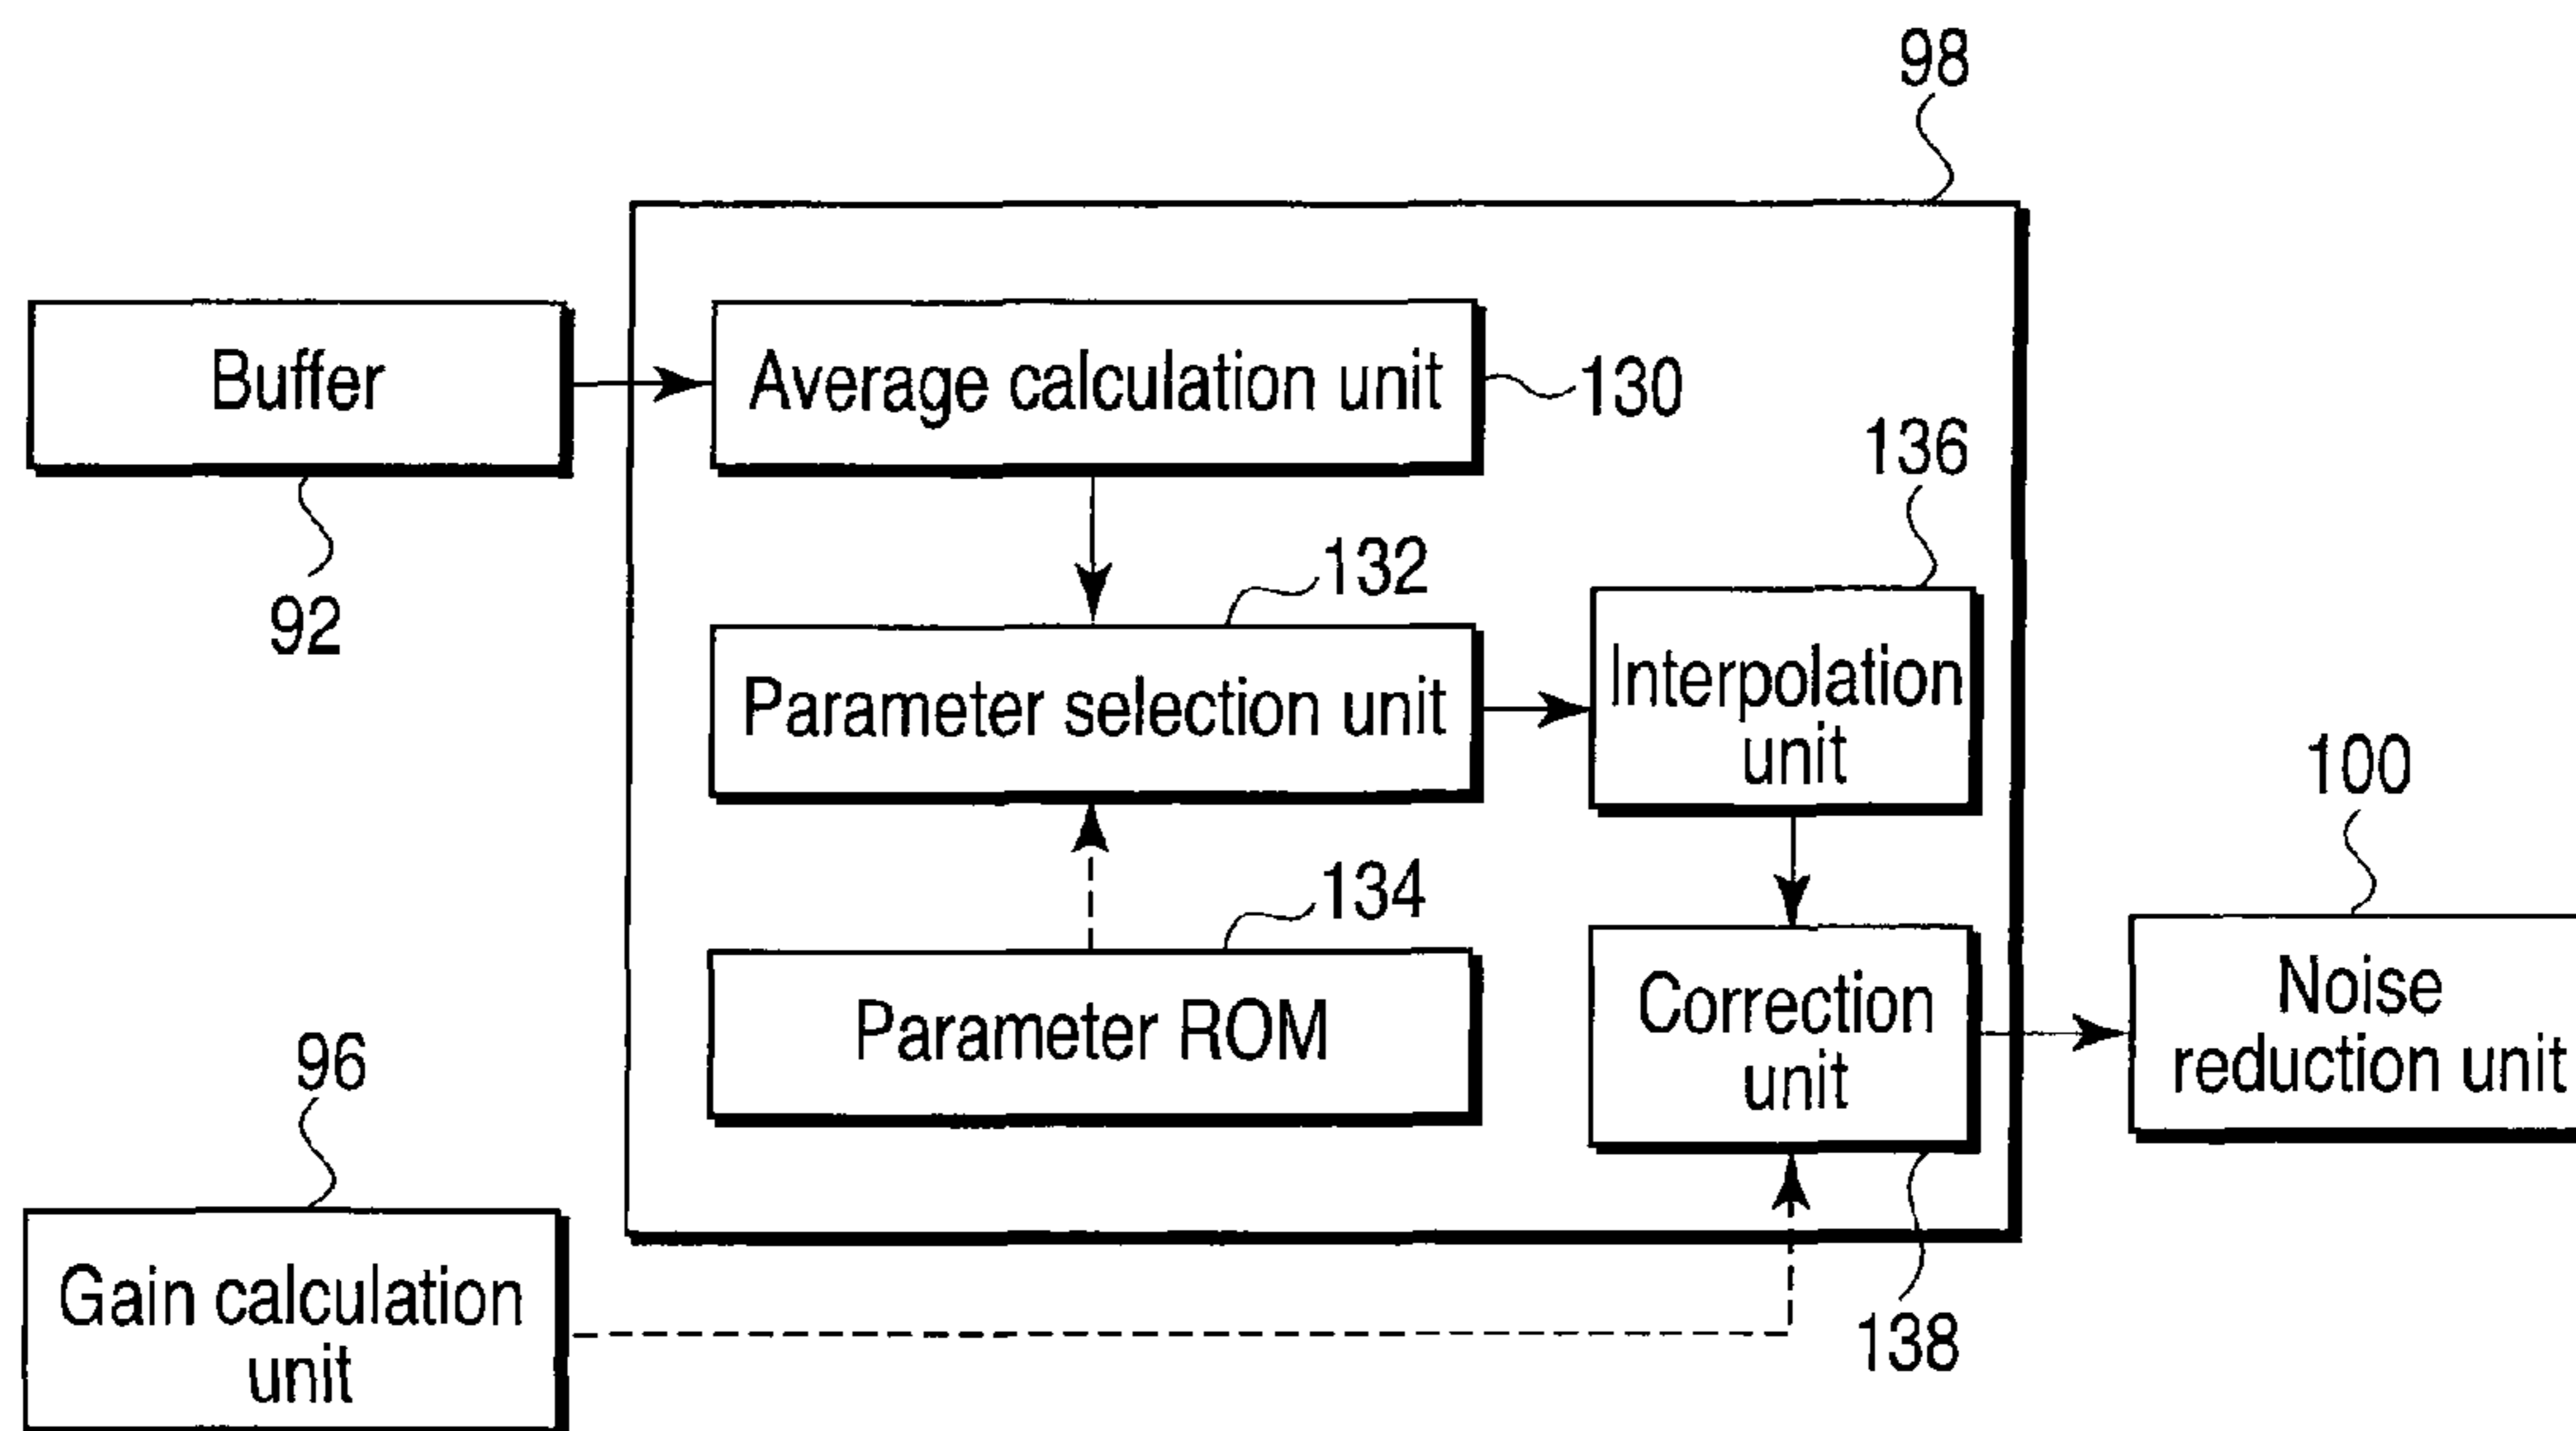 98
Buffer
Average calculation unit
130
136
92
132
Parameter selection unit
Interpolation
unit
100
134
Parameter ROM
Correction
unit
Noise
reduction unit
96
Gain calculation
unit
138